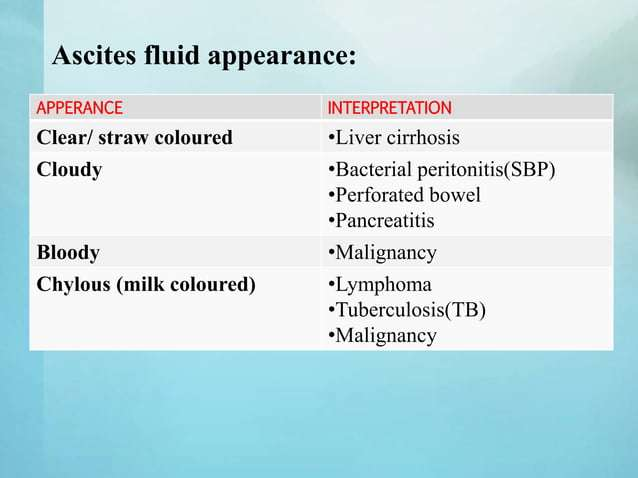 Ascites fluid appearance:
APPERANCE INTERPRETATION
Clear/ straw coloured •Liver cirrhosis
Cloudy •Bacterial peritonitis(SBP)
•Perforated bowel
•Pancreatitis
Bloody •Malignancy
Chylous (milk coloured) •Lymphoma
•Tuberculosis(TB)
•Malignancy